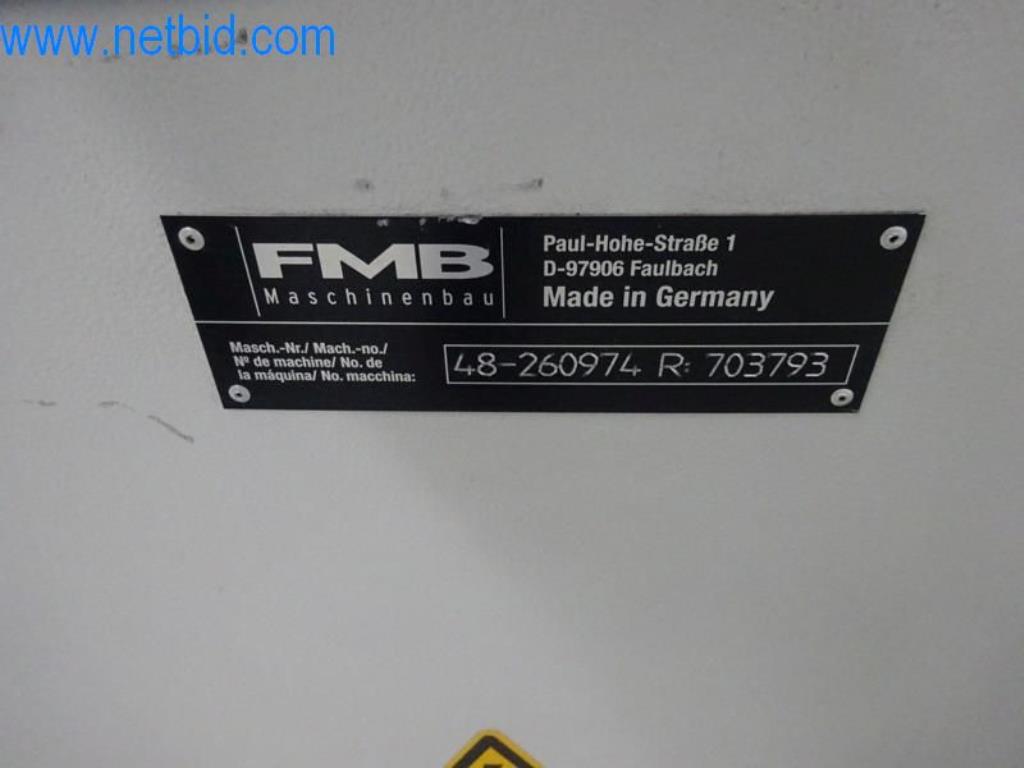 www.netbid.com
FMB
Maschinenbau
Paul-Hohe-Straße 1
D-97906 Faulbach
Made in Germany
Masch.-Nr./ Mach.-no./
Nº de machine/ No. de
la máquina/ No. macchina:
48-260974 R: 703793